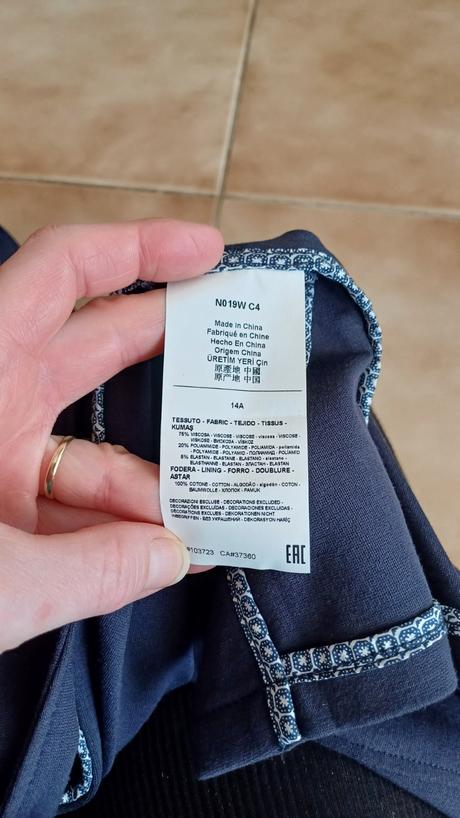 N019W C4
Made in China
Fabriqué en Chine
Hecho En China
Origem China
ÜRETİM YERİ Çin
原產地 中國
原产地 中国
14A
TESSUTO - FABRIC - TEJIDO - TISSUS -
KUMAŞ
75% VISCOSA - VISCOSE - VISCOSE - viscosa - VISCOSE -
VISKOSE - ВИСКОЗА - VİSKOZ
20% POLIAMMIDE - POLYAMIDE - POLIAMIDA - poliamida
- POLYAMIDE - POLYAMID - ПОЛИАМИД - POLİAMİD
5% ELASTAN - ELASTANE - ELASTANO - elastano -
ELASTHANNE - ELASTAN - ЭЛАСТАН - ELASTAN
FODERA - LINING - FORRO - DOUBLURE -
ASTAR
100% COTONE - COTTON - ALGODÃO - algodón - COTON -
BAUMWOLLE - ХЛОПОК - PAMUK
DECORAZIONI ESCLUSE - DECORATIONS EXCLUDED -
DECORAÇÕES EXCLUÍDAS - DECORACIONES EXCLUIDAS -
DECORATIONS EXCLUES - DEKORATIONEN NICHT
INBEGRIFFEN - БЕЗ УКРАШЕНИЙ - DEKORASYON HARİÇ
#103723 CA#37360
EAC